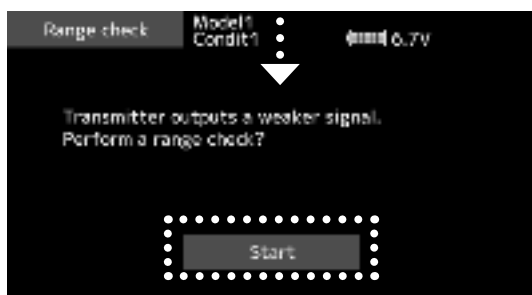 Range check
Model1
Condit1
6.7V
Transmitter outputs a weaker signal.
Perform a range check?
Start